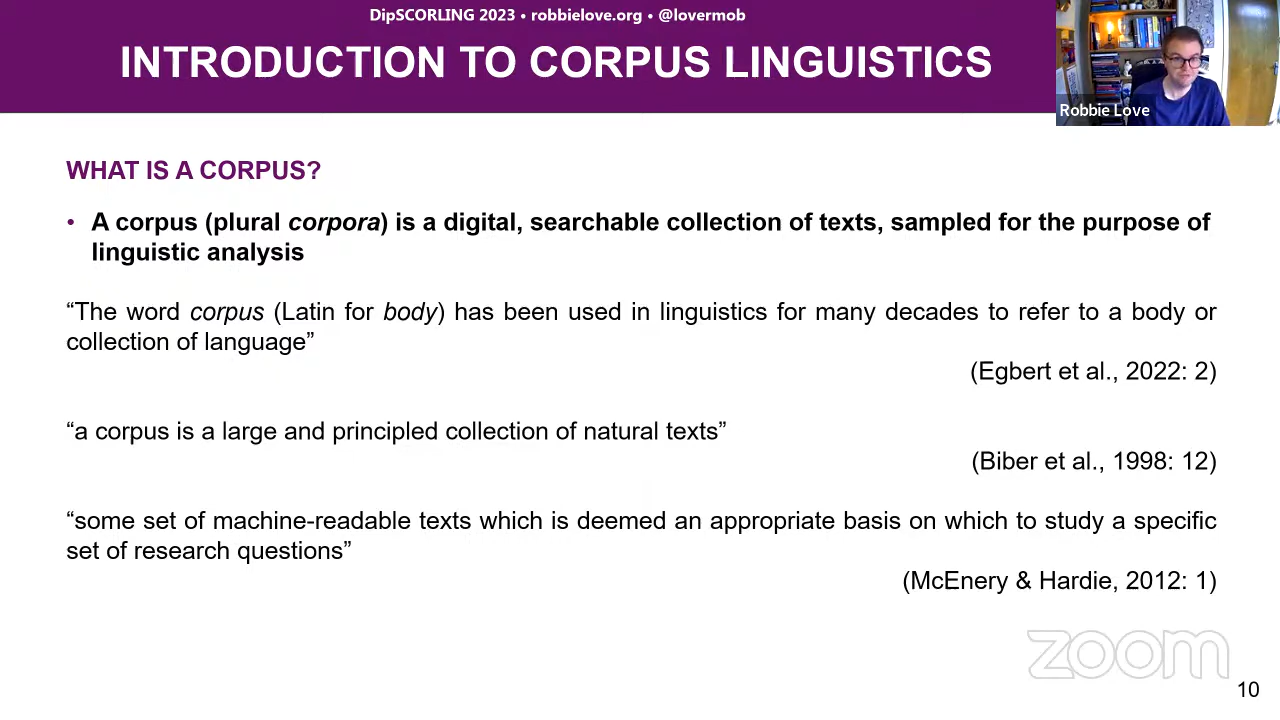 DipSCORLING 2023 • robbielove.org • @lovermob
INTRODUCTION TO CORPUS LINGUISTICS
Robbie Love
WHAT IS A CORPUS?
• A corpus (plural corpora) is a digital, searchable collection of texts, sampled for the purpose of
linguistic analysis
“The word corpus (Latin for body) has been used in linguistics for many decades to refer to a body or
collection of language”
(Egbert et al., 2022: 2)
“a corpus is a large and principled collection of natural texts”
(Biber et al., 1998: 12)
“some set of machine-readable texts which is deemed an appropriate basis on which to study a specific
set of research questions”
(McEnery & Hardie, 2012: 1)
zoom
10